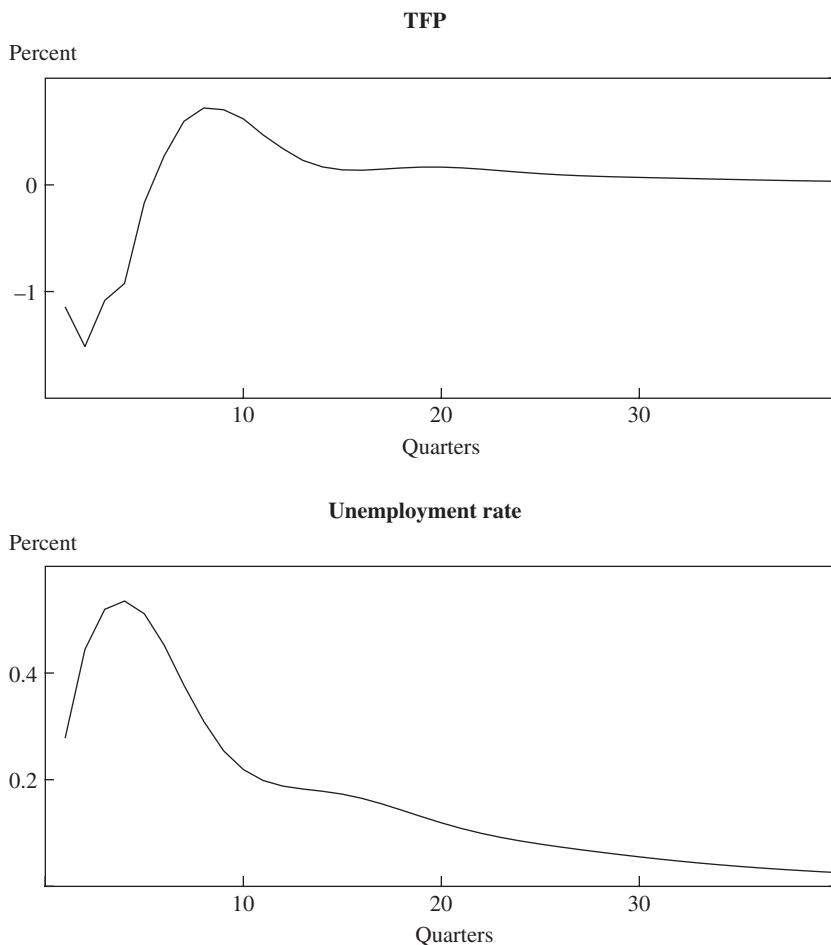 TFP
Percent
0
–1
10 20 30
Quarters
Unemployment rate
Percent
0.4
0.2
10 20 30
Quarters